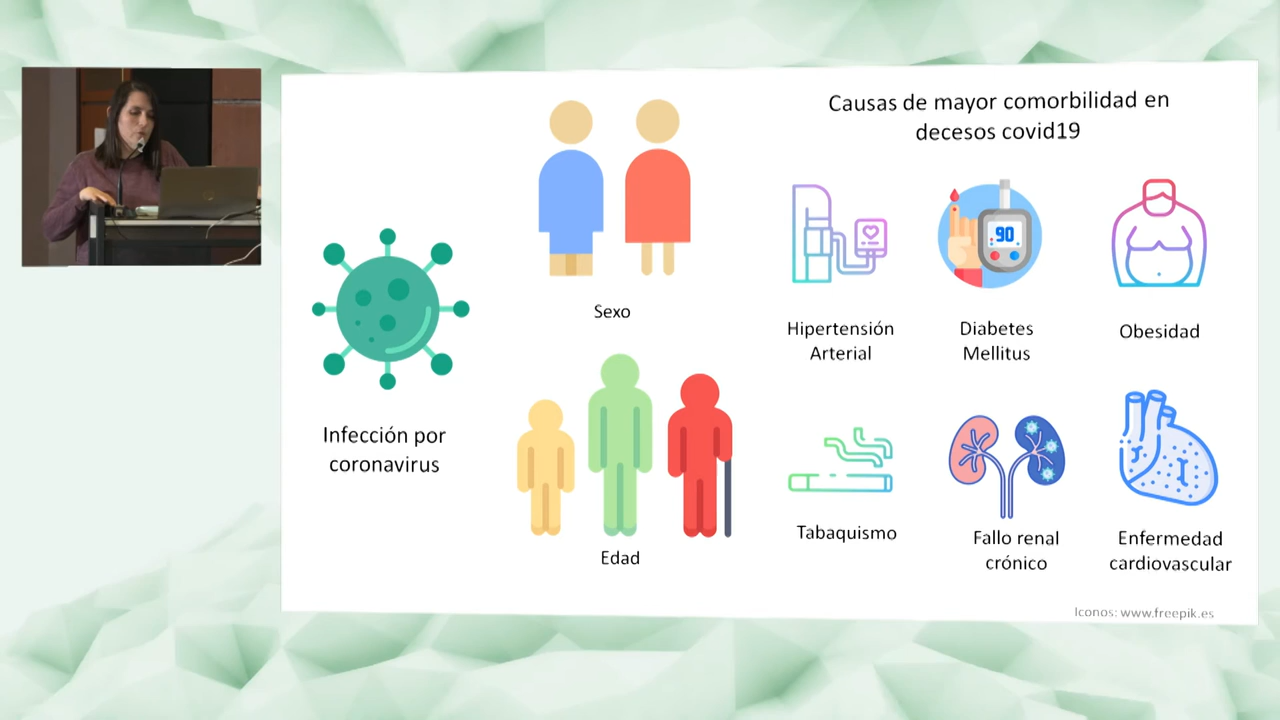 Causas de mayor comorbilidad en
decesos covid19
Sexo
Edad
Infección por
coronavirus
90
Hipertensión
Arterial
Diabetes
Mellitus
Obesidad
Tabaquismo
Fallo renal
crónico
Enfermedad
cardiovascular
Iconos: www.freepik.es